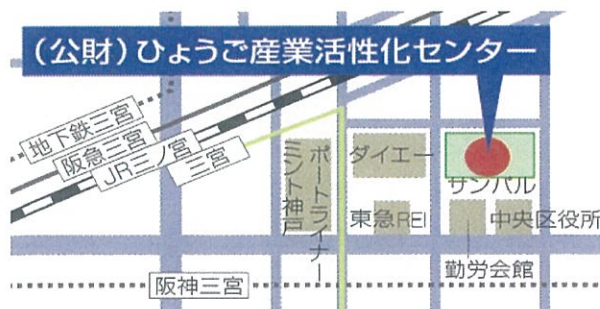 (公財)ひょうご産業活性化センター
地下鉄三宮
阪急三宮
JR三ノ宮
三宮
ミント神戸
ポートライナー
ダイエー
サンパル
東急REI
中央区役所
勤労会館
阪神三宮